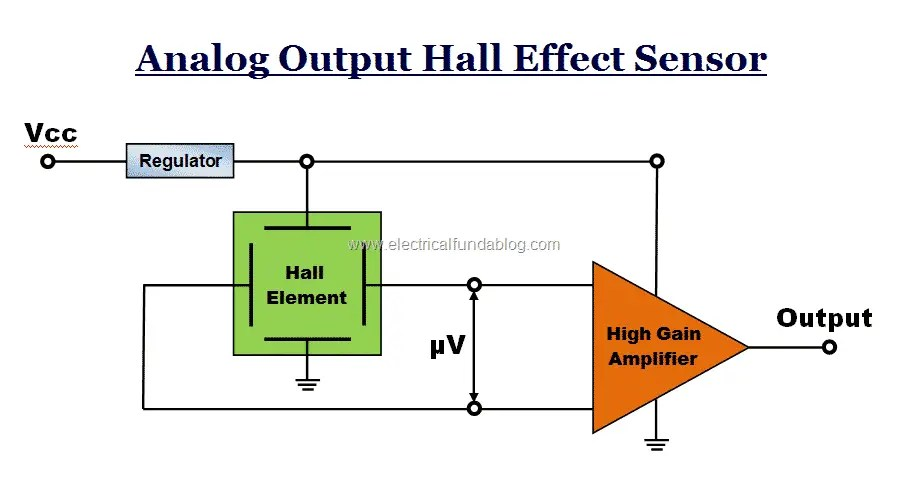 Analog Output Hall Effect Sensor
Vcc
Regulator
www.electricalfundablog.com
Hall
Element
µV
High Gain
Amplifier
Output